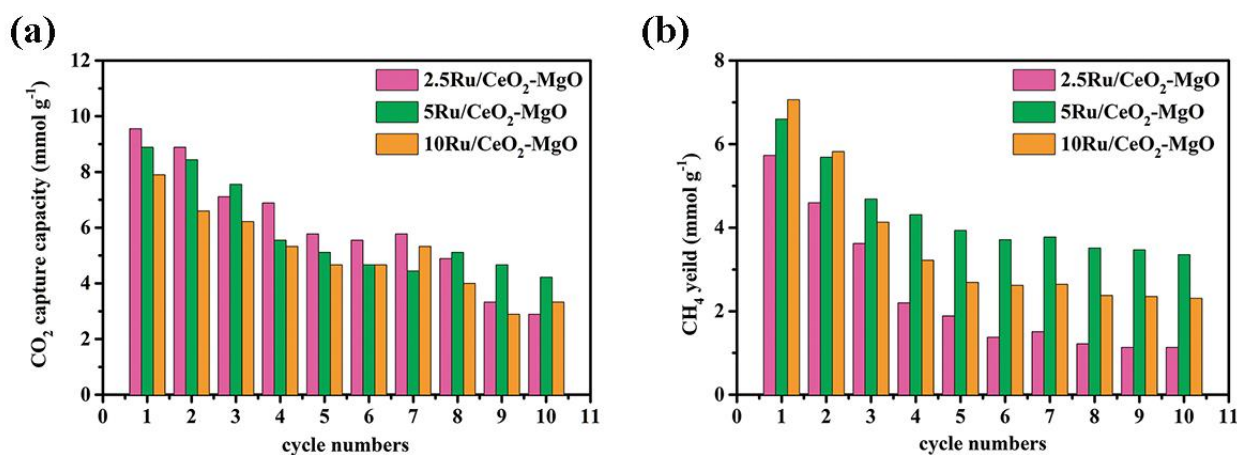 (a)
CO₂ capture capacity (mmol g⁻¹)
12
10
8
6
4
2
0
2.5Ru/CeO₂-MgO
5Ru/CeO₂-MgO
10Ru/CeO₂-MgO
0 1 2 3 4 5 6 7 8 9 10 11
cycle numbers
(b)
CH₄ yeild (mmol g⁻¹)
8
6
4
2
0
2.5Ru/CeO₂-MgO
5Ru/CeO₂-MgO
10Ru/CeO₂-MgO
0 1 2 3 4 5 6 7 8 9 10 11
cycle numbers